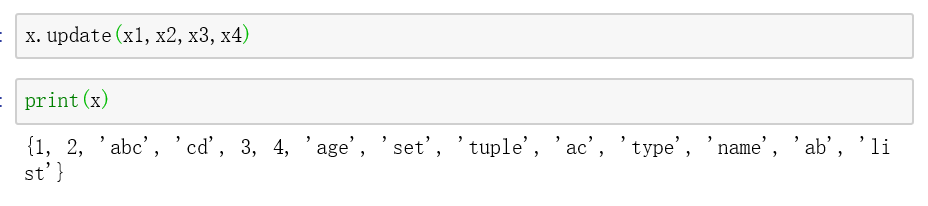 x.update(x1,x2,x3,x4)
print(x)
{1, 2, 'abc', 'cd', 3, 4, 'age', 'set', 'tuple', 'ac', 'type', 'name', 'ab', 'li
st'}